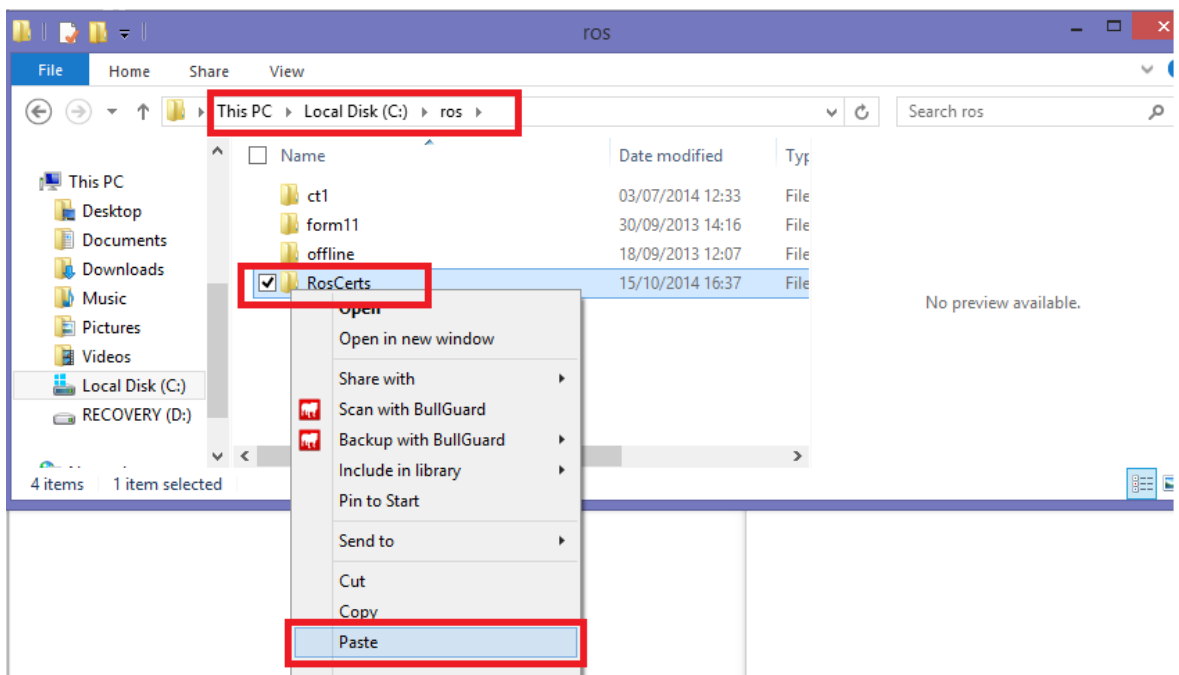 ros
File Home Share View
This PC Local Disk (C:) ros
Search ros
Name Date modified Typ
This PC
Desktop
Documents
Downloads
Music
Pictures
Videos
Local Disk (C:)
RECOVERY (D:)
ct1 03/07/2014 12:33 File
form11 30/09/2013 14:16 File
offline 18/09/2013 12:07 File
RosCerts 15/10/2014 16:37 File
No preview available.
Open
Open in new window
Share with
Scan with BullGuard
Backup with BullGuard
Include in library
Pin to Start
Send to
Cut
Copy
Paste
4 items 1 item selected